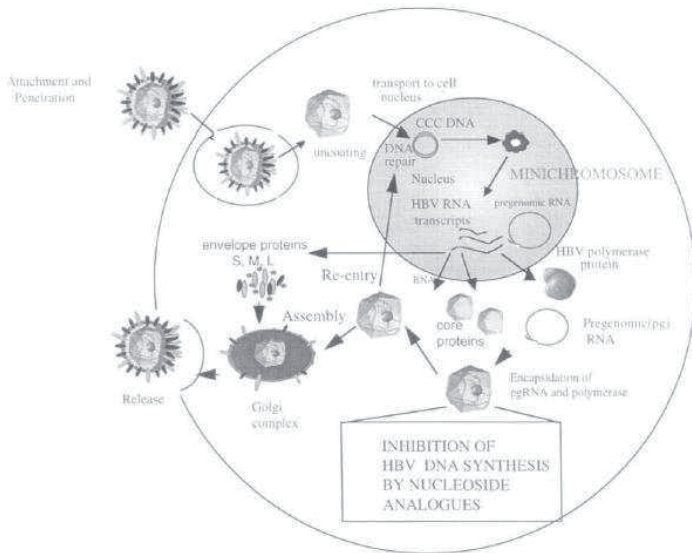 Attachment and
Penetration
transport to cell
nucleus
uncoating
CCC DNA
DNA
repair
MINICHROMOSOME
Nucleus
HBV RNA
transcripts
pregenomic RNA
envelope proteins
S, M, L
HBV polymerase
protein
Re-entry
RNA
Assembly
core
proteins
Pregenomic(pg)
RNA
Release
Golgi
complex
Encapsidation of
pgRNA and polymerase
INHIBITION OF
HBV DNA SYNTHESIS
BY NUCLEOSIDE
ANALOGUES